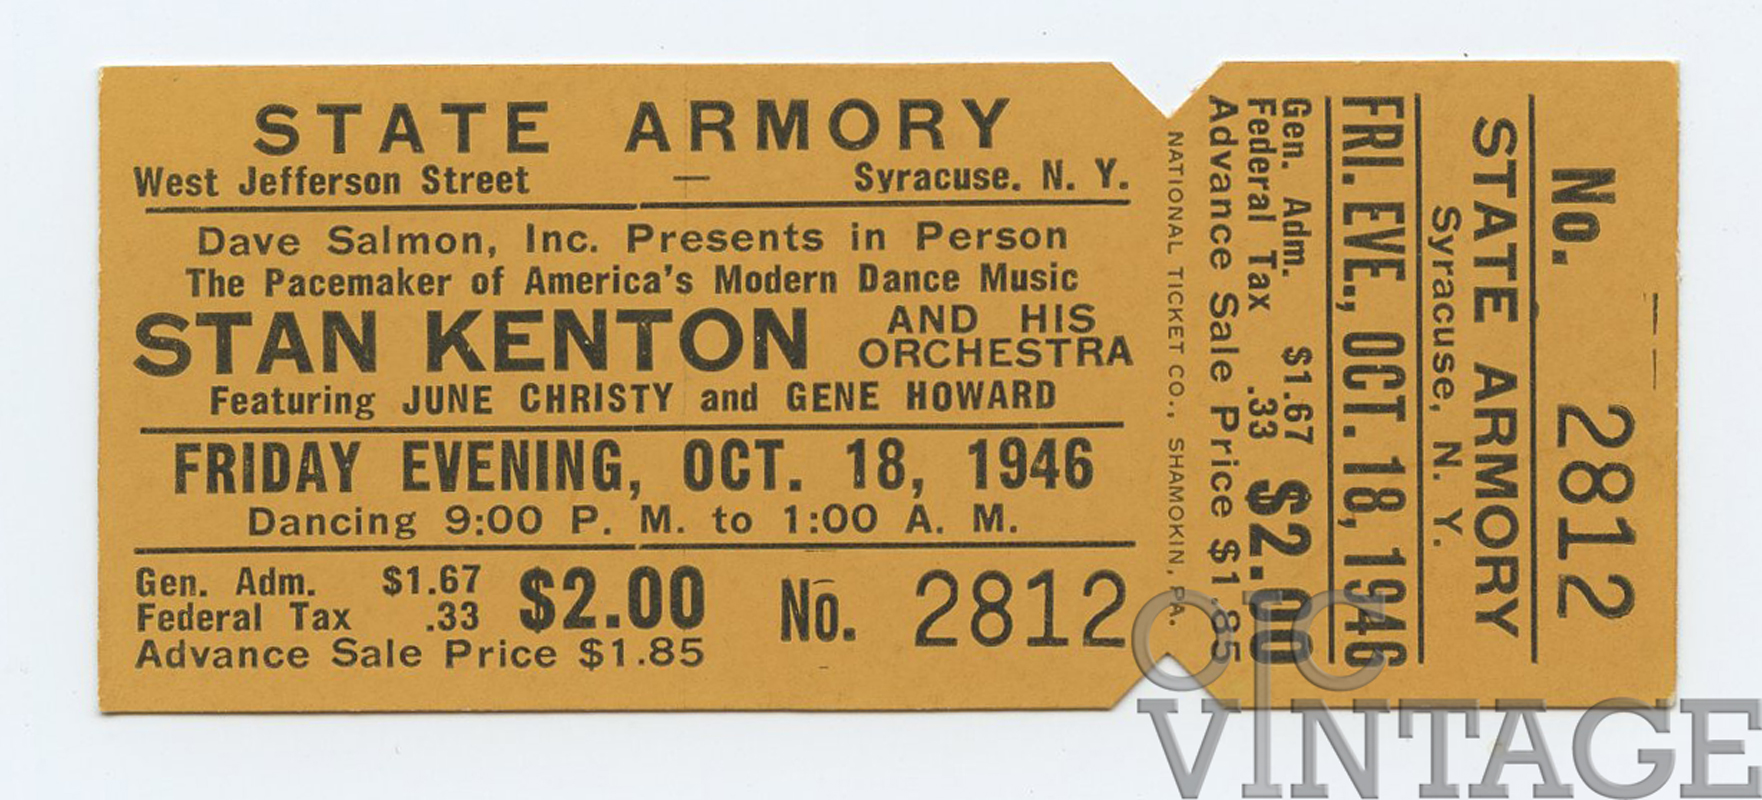 STATE ARMORY
West Jefferson Street — Syracuse. N. Y.
Dave Salmon, Inc. Presents in Person
The Pacemaker of America's Modern Dance Music
STAN KENTON AND HIS ORCHESTRA
Featuring JUNE CHRISTY and GENE HOWARD
FRIDAY EVENING, OCT. 18, 1946
Dancing 9:00 P. M. to 1:00 A. M.
Gen. Adm. $1.67
Federal Tax .33
$2.00
Advance Sale Price $1.85
No. 2812
NATIONAL TICKET CO., SHAMOKIN, PA.
No. 2812
STATE ARMORY
Syracuse, N. Y.
FRI. EVE., OCT. 18, 1946
Gen. Adm. $1.67
Federal Tax .33
$2.00
Advance Sale Price $1.85
VINTAGE